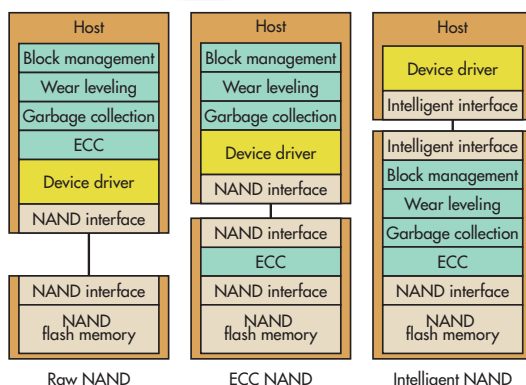 Host
Block management
Wear leveling
Garbage collection
ECC
Device driver
NAND interface
NAND interface
NAND
flash memory
Raw NAND
Host
Block management
Wear leveling
Garbage collection
Device driver
NAND interface
NAND interface
ECC
NAND interface
NAND
flash memory
ECC NAND
Host
Device driver
Intelligent interface
Intelligent interface
Block management
Wear leveling
Garbage collection
ECC
NAND interface
NAND
flash memory
Intelligent NAND